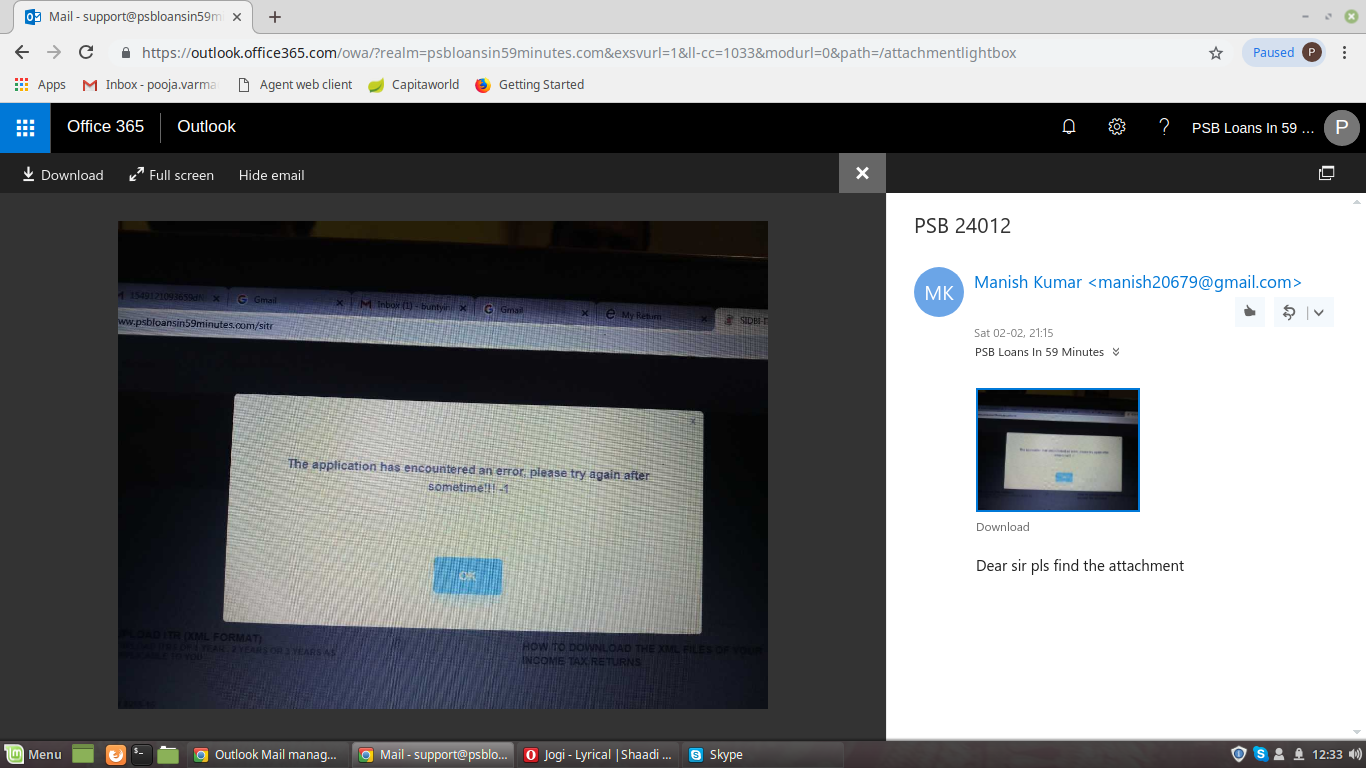 Mail - support@psbloansin59m
https://outlook.office365.com/owa/?realm=psbloansin59minutes.com&exsvurl=1&ll-cc=1033&modurl=0&path=/attachmentlightbox
Paused P
Apps Inbox - pooja.varma Agent web client Capitaworld Getting Started
Office 365 Outlook PSB Loans In 59 ... P
Download Full screen Hide email
PSB 24012
MK Manish Kumar <manish20679@gmail.com>
Sat 02-02, 21:15
PSB Loans In 59 Minutes
Download
Dear sir pls find the attachment
Gmail Inbox (1) - buntyin Gmail My Return SIDBI-
ww.psbloansin59minutes.com/sitr
x
The application has encountered an error, please try again after
sometime!!! -1
OK
UPLOAD ITR (XML FORMAT)
HOW TO DOWNLOAD THE XML FILES OF YOUR
INCOME TAX RETURNS
Menu Outlook Mail manag... Mail - support@psblo... Jogi - Lyrical |Shaadi ... Skype 12:33